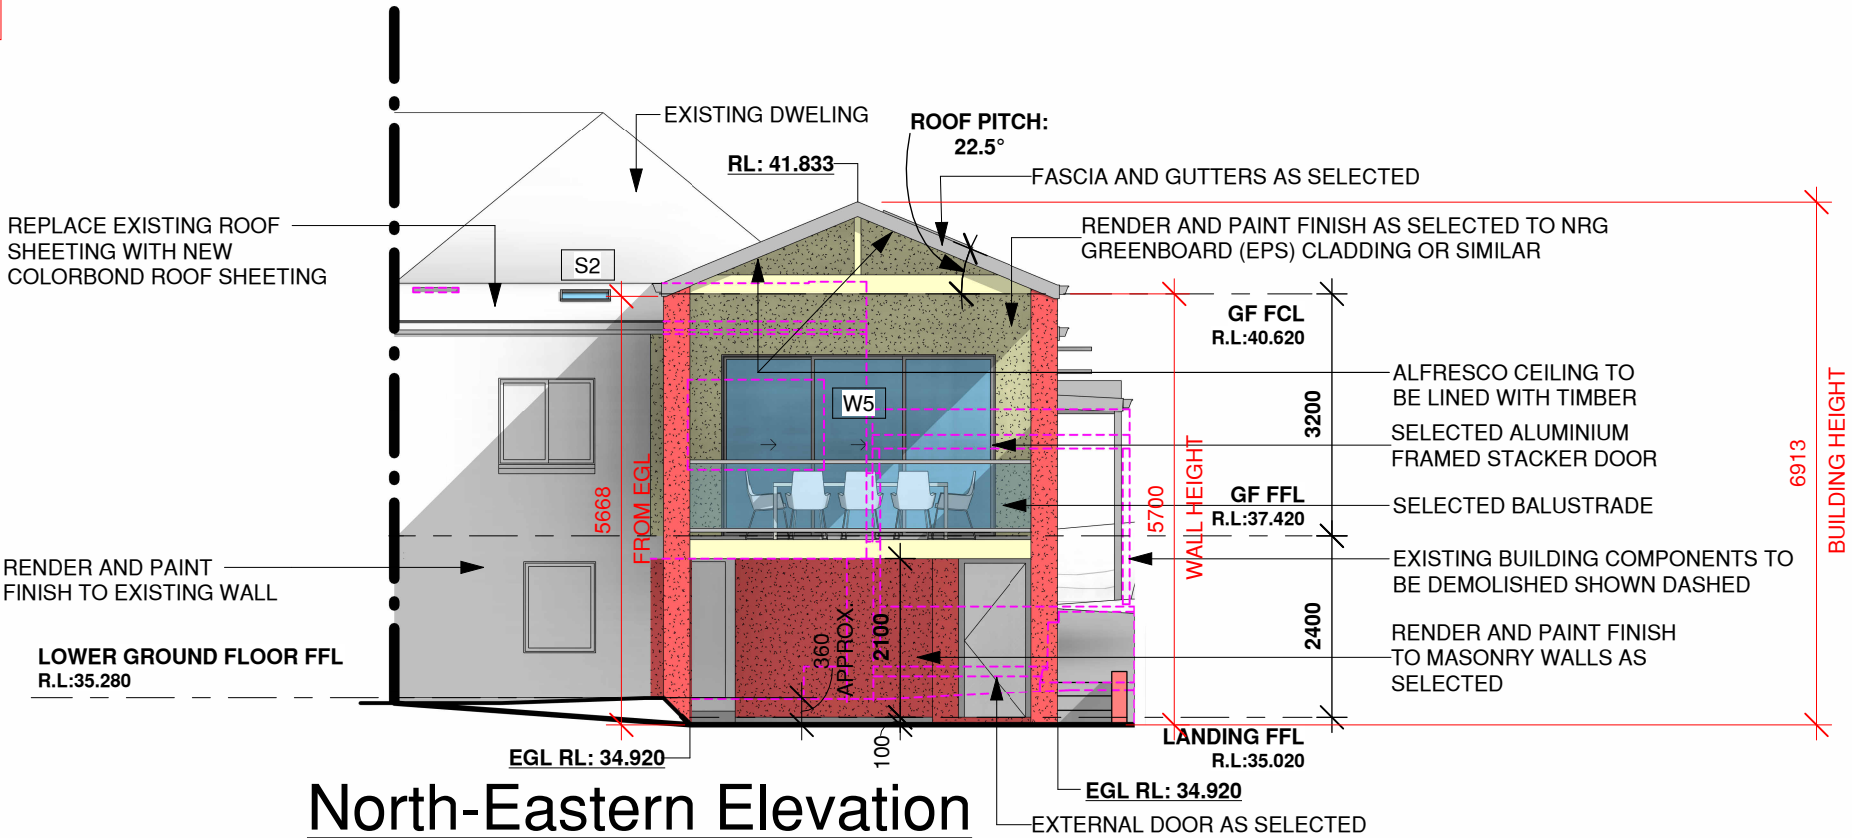 EXISTING DWELING
ROOF PITCH:
22.5°
RL: 41.833
FASCIA AND GUTTERS AS SELECTED
REPLACE EXISTING ROOF
SHEETING WITH NEW
COLORBOND ROOF SHEETING
S2
RENDER AND PAINT FINISH AS SELECTED TO NRG
GREENBOARD (EPS) CLADDING OR SIMILAR
GF FCL
R.L:40.620
ALFRESCO CEILING TO
BE LINED WITH TIMBER
W5
3200
SELECTED ALUMINIUM
FRAMED STACKER DOOR
6913
BUILDING HEIGHT
5668
FROM EGL
5700
WALL HEIGHT
GF FFL
R.L:37.420
SELECTED BALUSTRADE
RENDER AND PAINT
FINISH TO EXISTING WALL
EXISTING BUILDING COMPONENTS TO
BE DEMOLISHED SHOWN DASHED
360
APPROX.
2100
2400
RENDER AND PAINT FINISH
TO MASONRY WALLS AS
SELECTED
LOWER GROUND FLOOR FFL
R.L:35.280
EGL RL: 34.920
100
LANDING FFL
R.L:35.020
EGL RL: 34.920
North-Eastern Elevation
EXTERNAL DOOR AS SELECTED